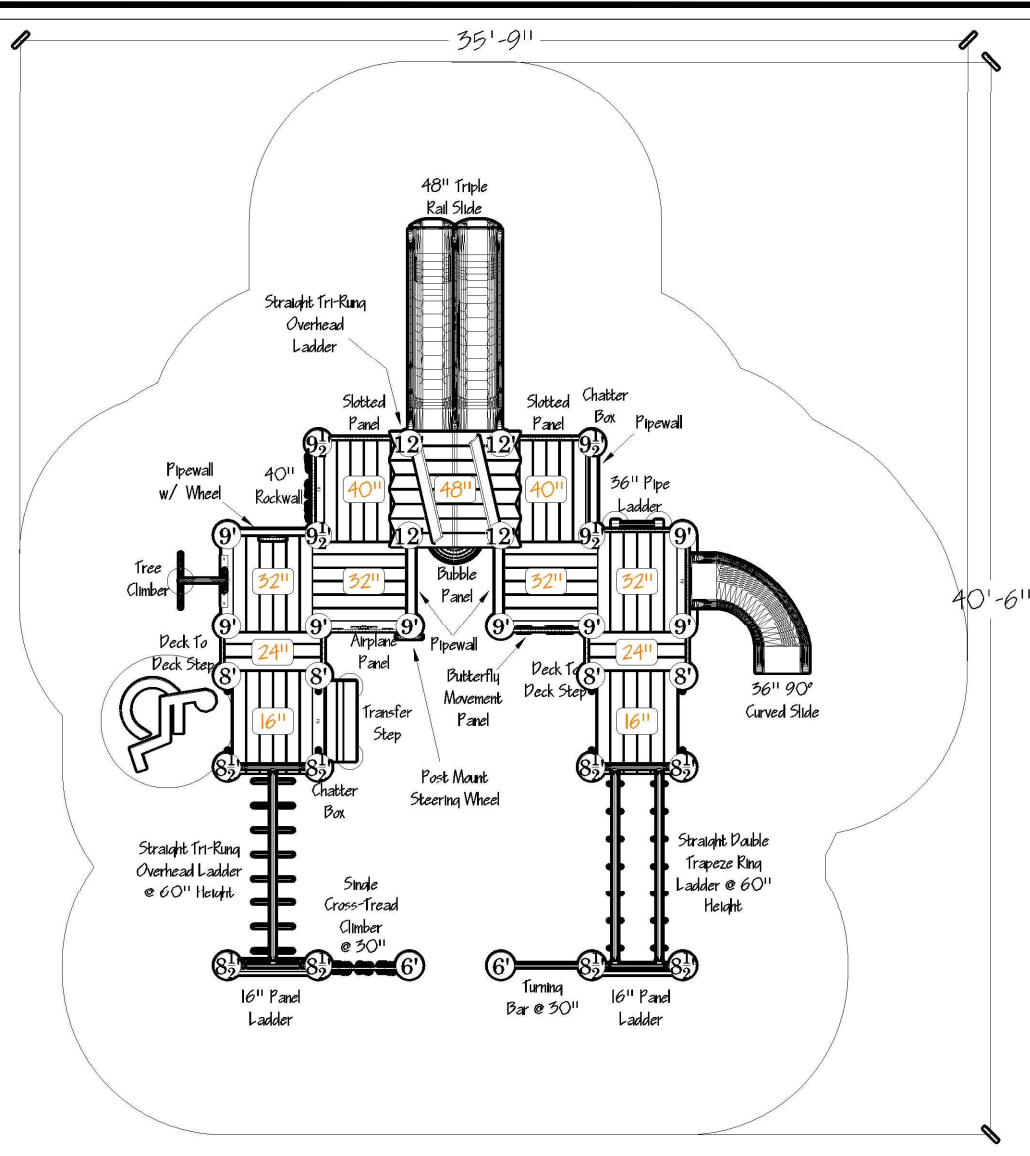 35'-9"
48" Triple
Rail Slide
Straight Tri-Rung
Overhead
Ladder
Slotted
Panel
Slotted
Panel
Chatter
Box
Pipewall
9½'
12'
12'
9½'
40"
48"
40"
40"
Rockwall
Pipewall
w/ Wheel
36" Pipe
Ladder
9'
9½'
12'
12'
9½'
9'
Tree
Climber
32"
32"
Bubble
Panel
32"
32"
40'-6"
9'
9'
9'
9'
9'
9'
Deck To
Deck Step
24"
Airplane
Panel
Pipewall
Butterfly
Movement
Panel
Deck To
Deck Step
24"
8'
8'
8'
8'
36" 90°
Curved Slide
16"
Transfer
Step
16"
8½'
8½'
8½'
8½'
Chatter
Box
Post Mount
Steering Wheel
Straight Tri-Rung
Overhead Ladder
@ 60" Height
Straight Double
Trapeze Ring
Ladder @ 60"
Height
Single
Cross-Tread
Climber
@ 30"
8½'
8½'
6'
6'
8½'
8½'
16" Panel
Ladder
Turning
Bar @ 30"
16" Panel
Ladder